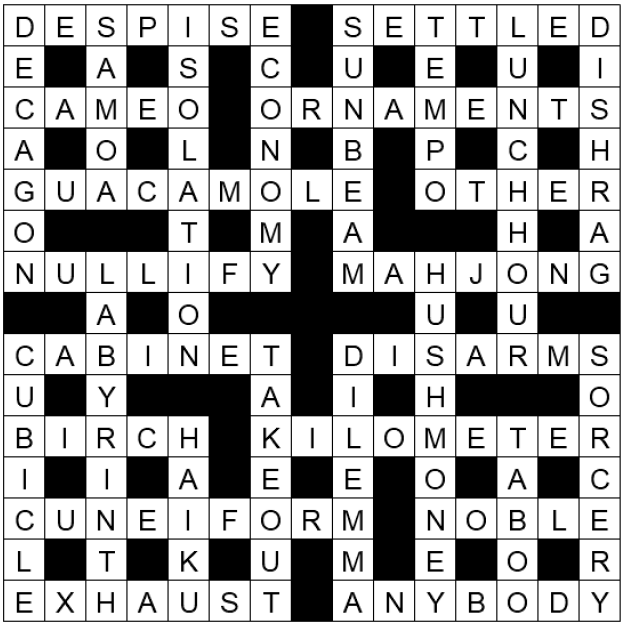 DESPISE SETTLED
E A S C U E U I
CAMEO ORNAMENTS
A O L N B P C H
GUACAMOLE OTHER
O T M A H A
NULLIFY MAHJONG
A O U U
CABINET DISARMS
U Y A I H O
BIRCH KILOMETER
I I A E E O A C
CUNEIFORM NOBLE
L T K U M E O R
EXHAUST ANYBODY